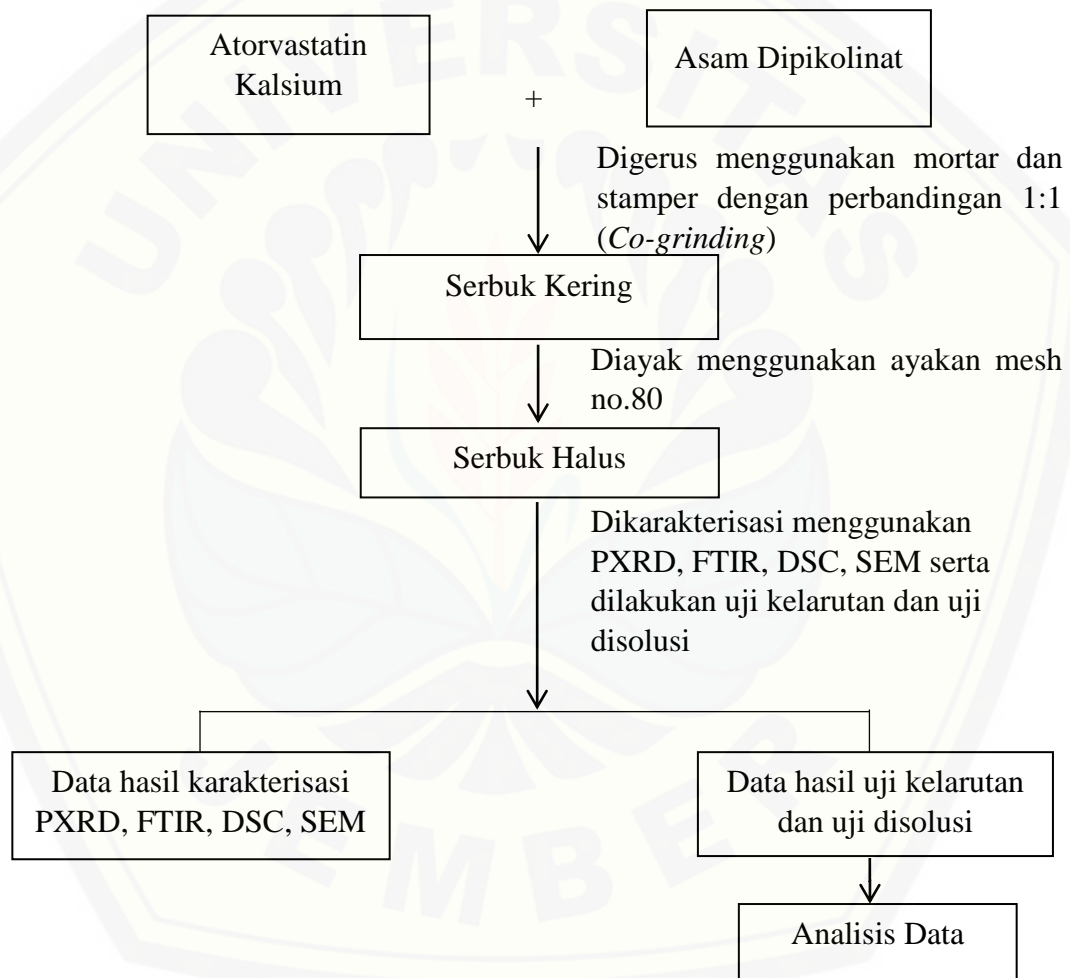 Atorvastatin
Kalsium
+
Asam Dipikolinat
Digerus menggunakan mortar dan
stamper dengan perbandingan 1:1
(Co-grinding)
Serbuk Kering
Diayak menggunakan ayakan mesh
no.80
Serbuk Halus
Dikarakterisasi menggunakan
PXRD, FTIR, DSC, SEM serta
dilakukan uji kelarutan dan uji
disolusi
Data hasil karakterisasi
PXRD, FTIR, DSC, SEM
Data hasil uji kelarutan
dan uji disolusi
Analisis Data
UNIVERSITAS
JEMBER